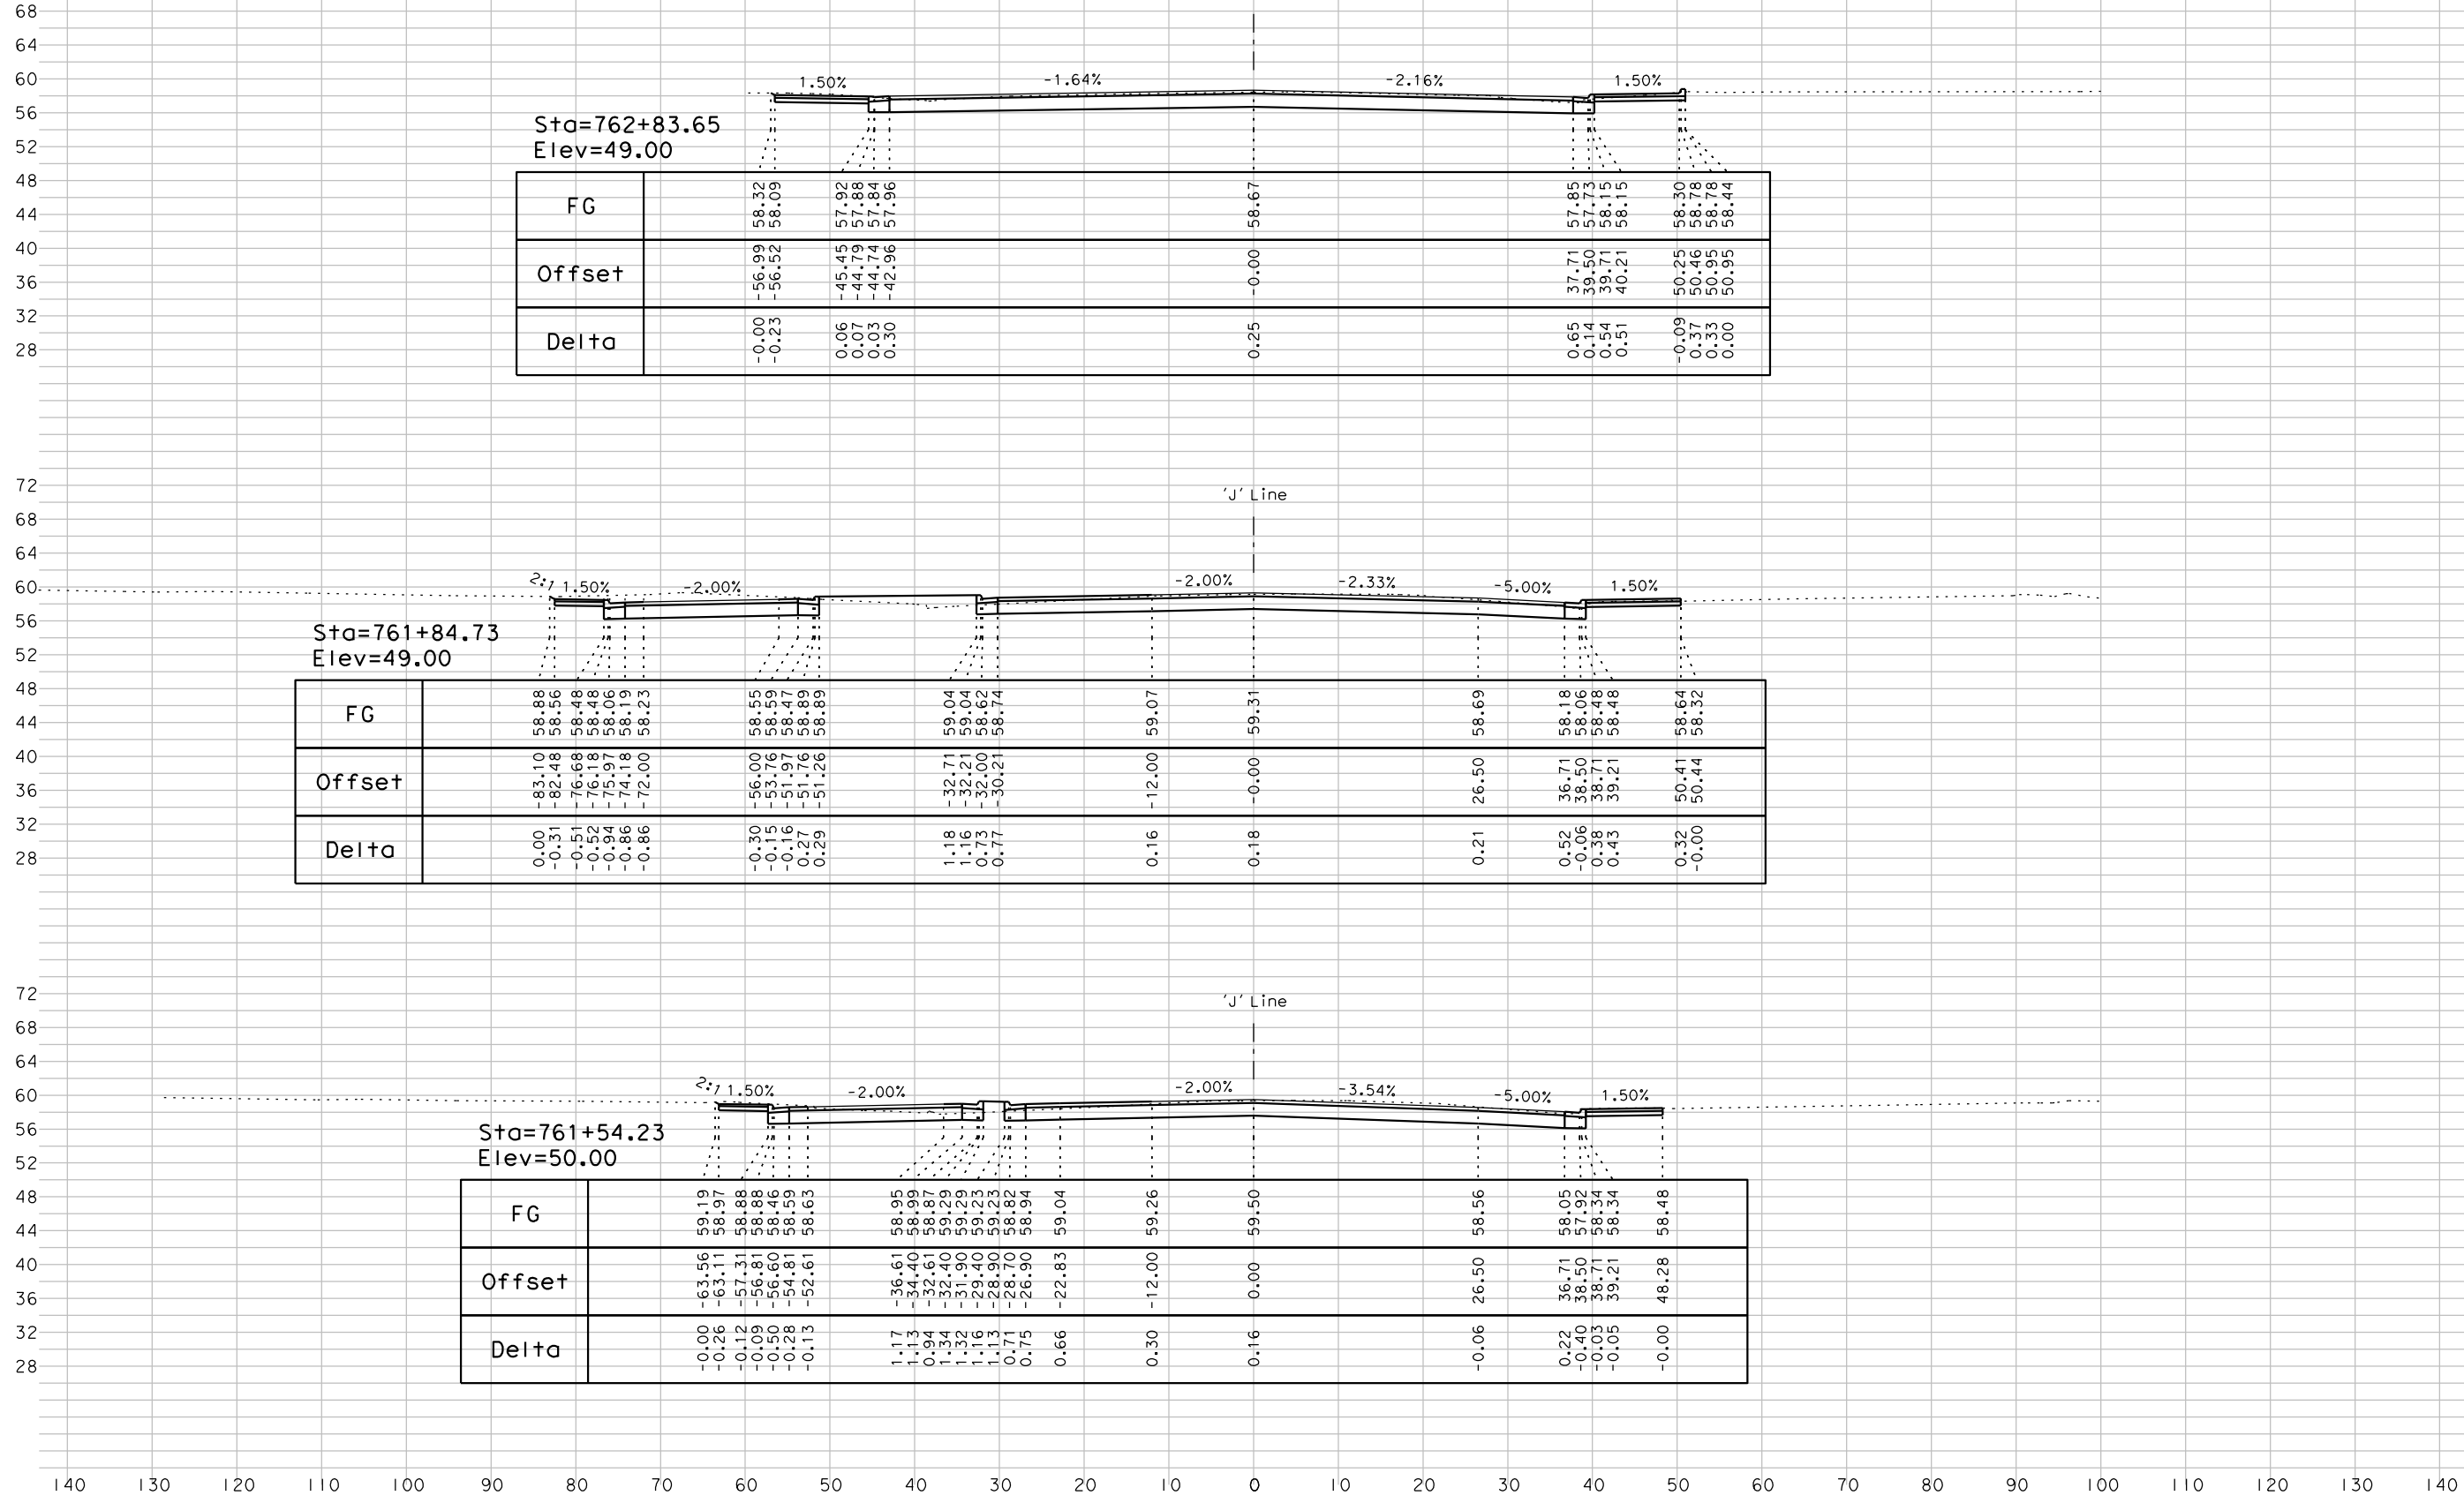 68
64
60
56
52
48
44
40
36
32
28
1.50% -1.64% -2.16% 1.50%
Sta=762+83.65
Elev=49.00
FG 58.32 58.09 57.92 57.88 57.84 57.96 58.67 57.85 57.73 58.15 58.15 58.30 58.78 58.78 58.44
Offset -56.99 -56.52 -45.45 -44.79 -44.74 -42.96 -0.00 37.71 39.50 39.71 40.21 50.25 50.46 50.95 50.95
Delta -0.00 -0.23 0.06 0.07 0.03 0.30 0.25 0.65 0.14 0.54 0.51 -0.09 0.37 0.33 0.00
72
68
64
60
56
52
48
44
40
36
32
28
'J' Line
2:1 1.50% -2.00% -2.00% -2.33% -5.00% 1.50%
Sta=761+84.73
Elev=49.00
FG 58.88 58.56 58.48 58.48 58.06 58.19 58.23 58.55 58.59 58.47 58.89 58.89 59.04 59.04 58.62 58.74 59.07 59.31 58.69 58.18 58.06 58.48 58.48 58.64 58.32
Offset -83.10 -82.48 -76.68 -76.18 -75.97 -74.18 -72.00 -56.00 -53.76 -51.97 -51.76 -51.26 -32.71 -32.21 -32.00 -30.21 -12.00 -0.00 26.50 36.71 38.50 38.71 39.21 50.41 50.44
Delta 0.00 -0.31 -0.51 -0.52 -0.94 -0.86 -0.86 -0.30 -0.15 -0.16 0.27 0.29 1.18 1.16 0.73 0.77 0.16 0.18 0.21 0.52 -0.06 0.38 0.43 0.32 -0.00
72
68
64
60
56
52
48
44
40
36
32
28
'J' Line
2:1 1.50% -2.00% -2.00% -3.54% -5.00% 1.50%
Sta=761+54.23
Elev=50.00
FG 59.19 58.97 58.88 58.88 58.46 58.59 58.63 58.95 58.99 58.87 59.29 59.29 59.23 59.23 58.82 58.94 59.04 59.26 59.50 58.56 58.05 57.92 58.34 58.34 58.48
Offset -63.56 -63.11 -57.31 -56.81 -56.60 -54.81 -52.61 -36.61 -34.40 -32.61 -32.40 -31.90 -29.40 -28.90 -28.70 -26.90 -22.83 -12.00 0.00 26.50 36.71 38.50 38.71 39.21 48.28
Delta -0.00 -0.26 -0.12 -0.09 -0.50 -0.28 -0.13 1.17 1.13 0.94 1.34 1.32 1.16 1.13 0.71 0.75 0.66 0.30 0.16 -0.06 0.22 -0.40 -0.03 -0.05 -0.00
140 130 120 110 100 90 80 70 60 50 40 30 20 10 0 10 20 30 40 50 60 70 80 90 100 110 120 130 140